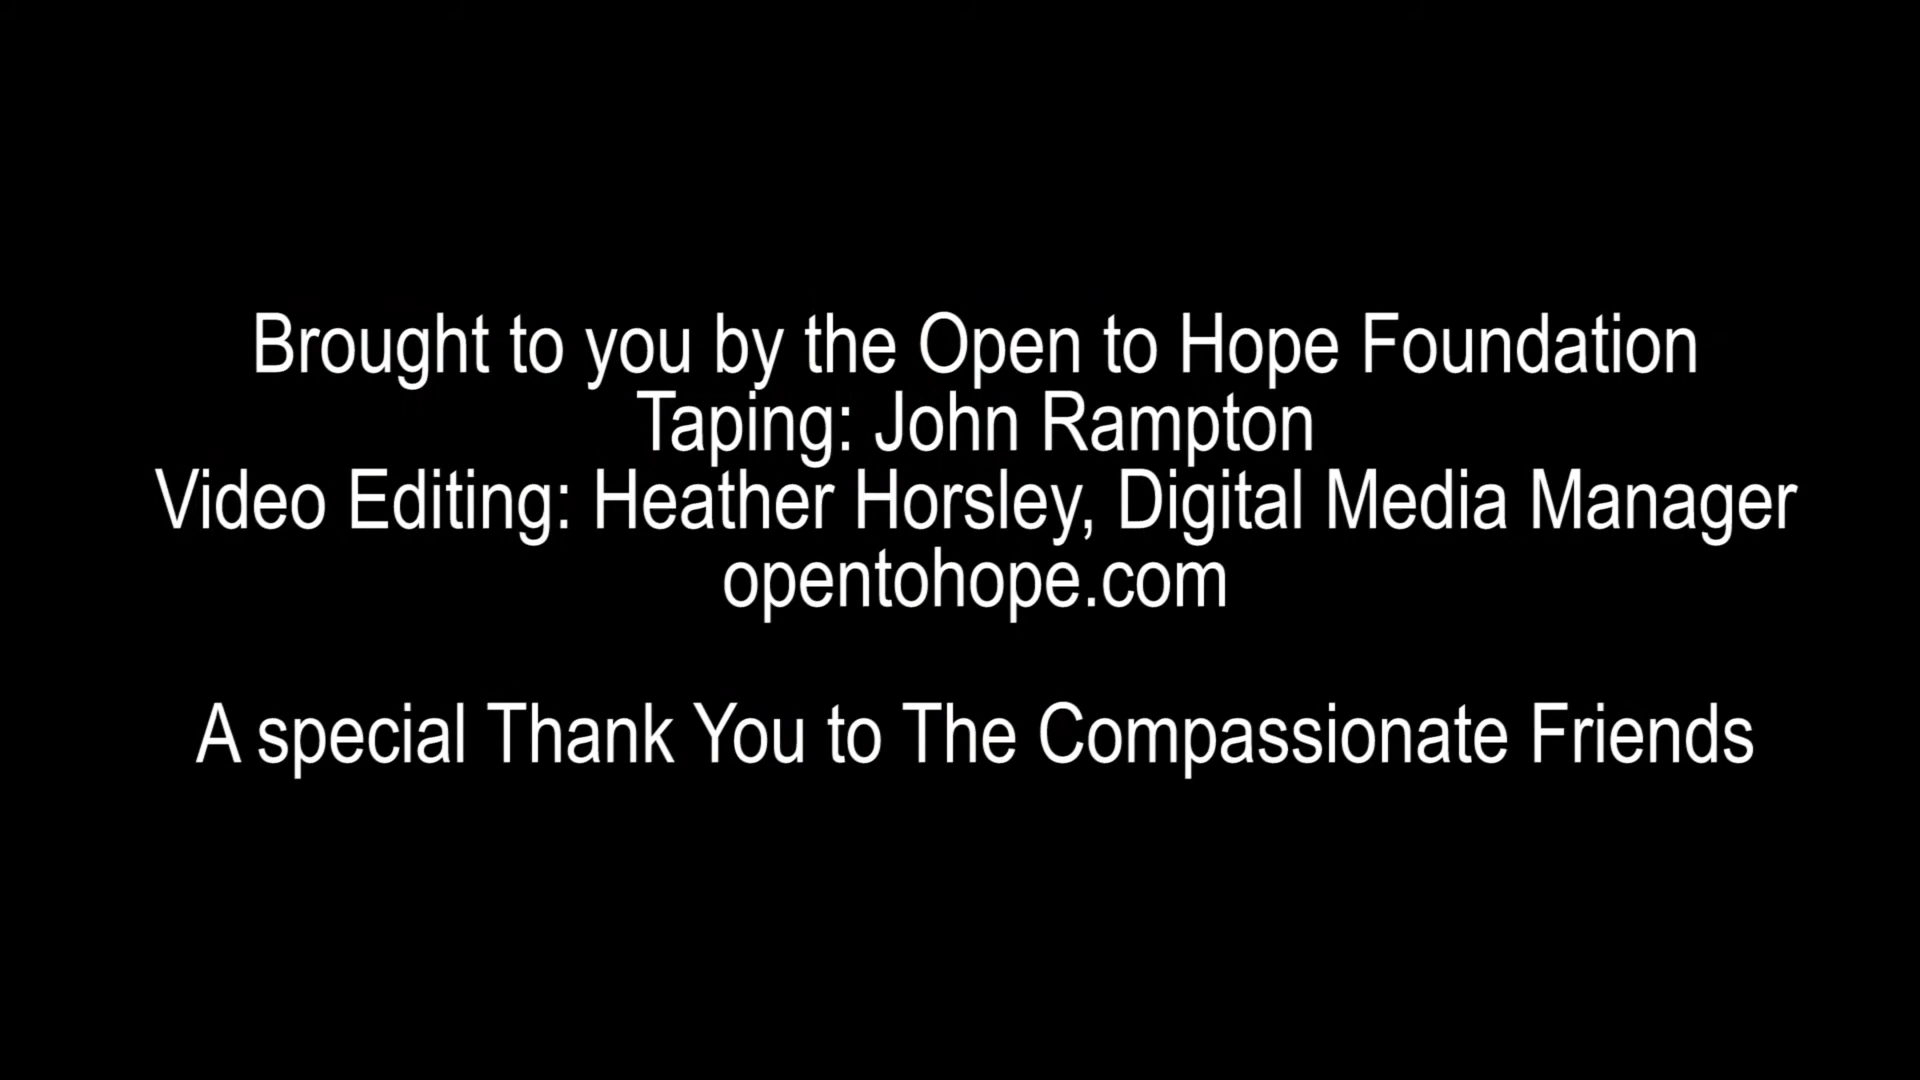 Brought to you by the Open to Hope Foundation
Taping: John Rampton
Video Editing: Heather Horsley, Digital Media Manager
opentohope.com
A special Thank You to The Compassionate Friends